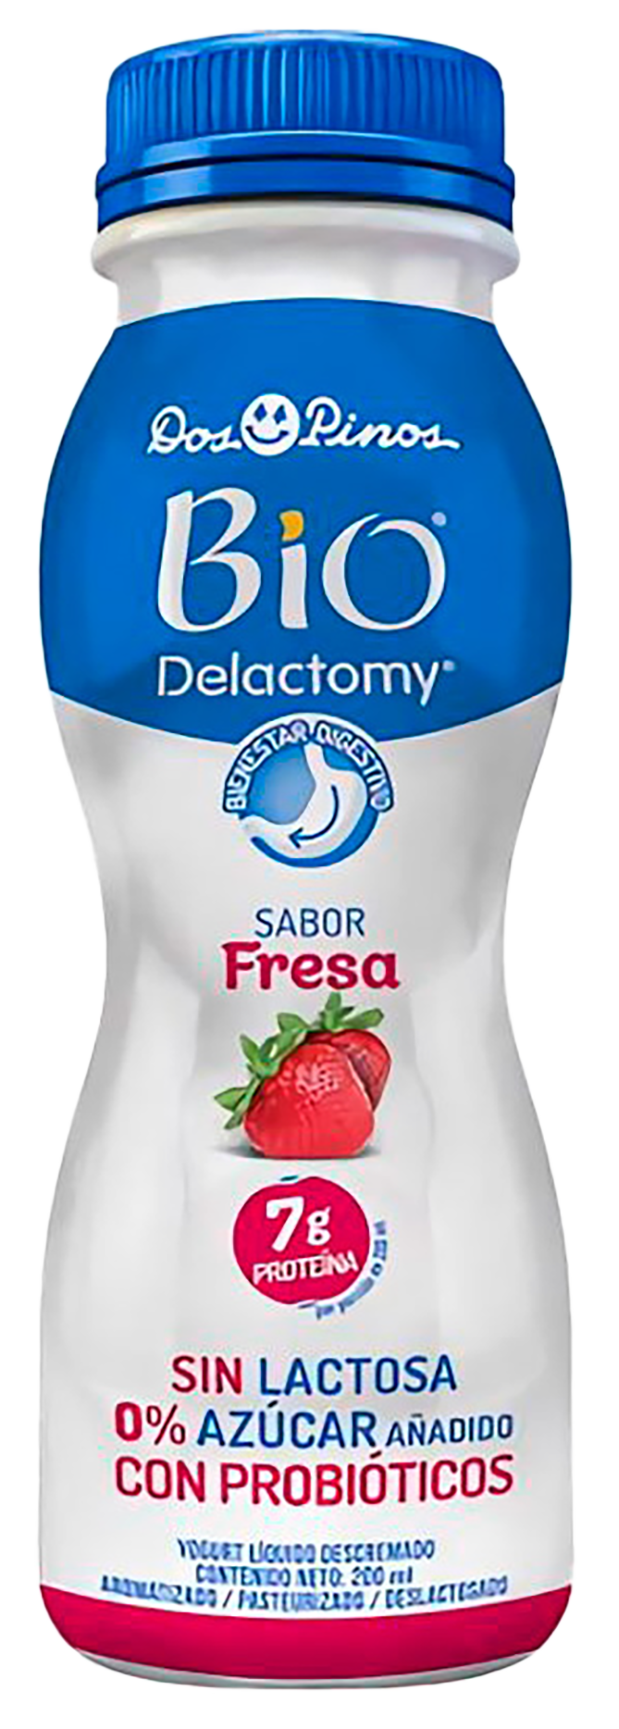 Dos Pinos
Bio
Delactomy
BIENESTAR DIGESTIVO
SABOR
Fresa
7g
PROTEÍNA
SIN LACTOSA
0% AZÚCAR AÑADIDO
CON PROBIÓTICOS
YOGURT LÍQUIDO DESCREMADO
CONTENIDO NETO: 200 ml
AROMATIZADO / PASTEURIZADO / DESLACTOSADO